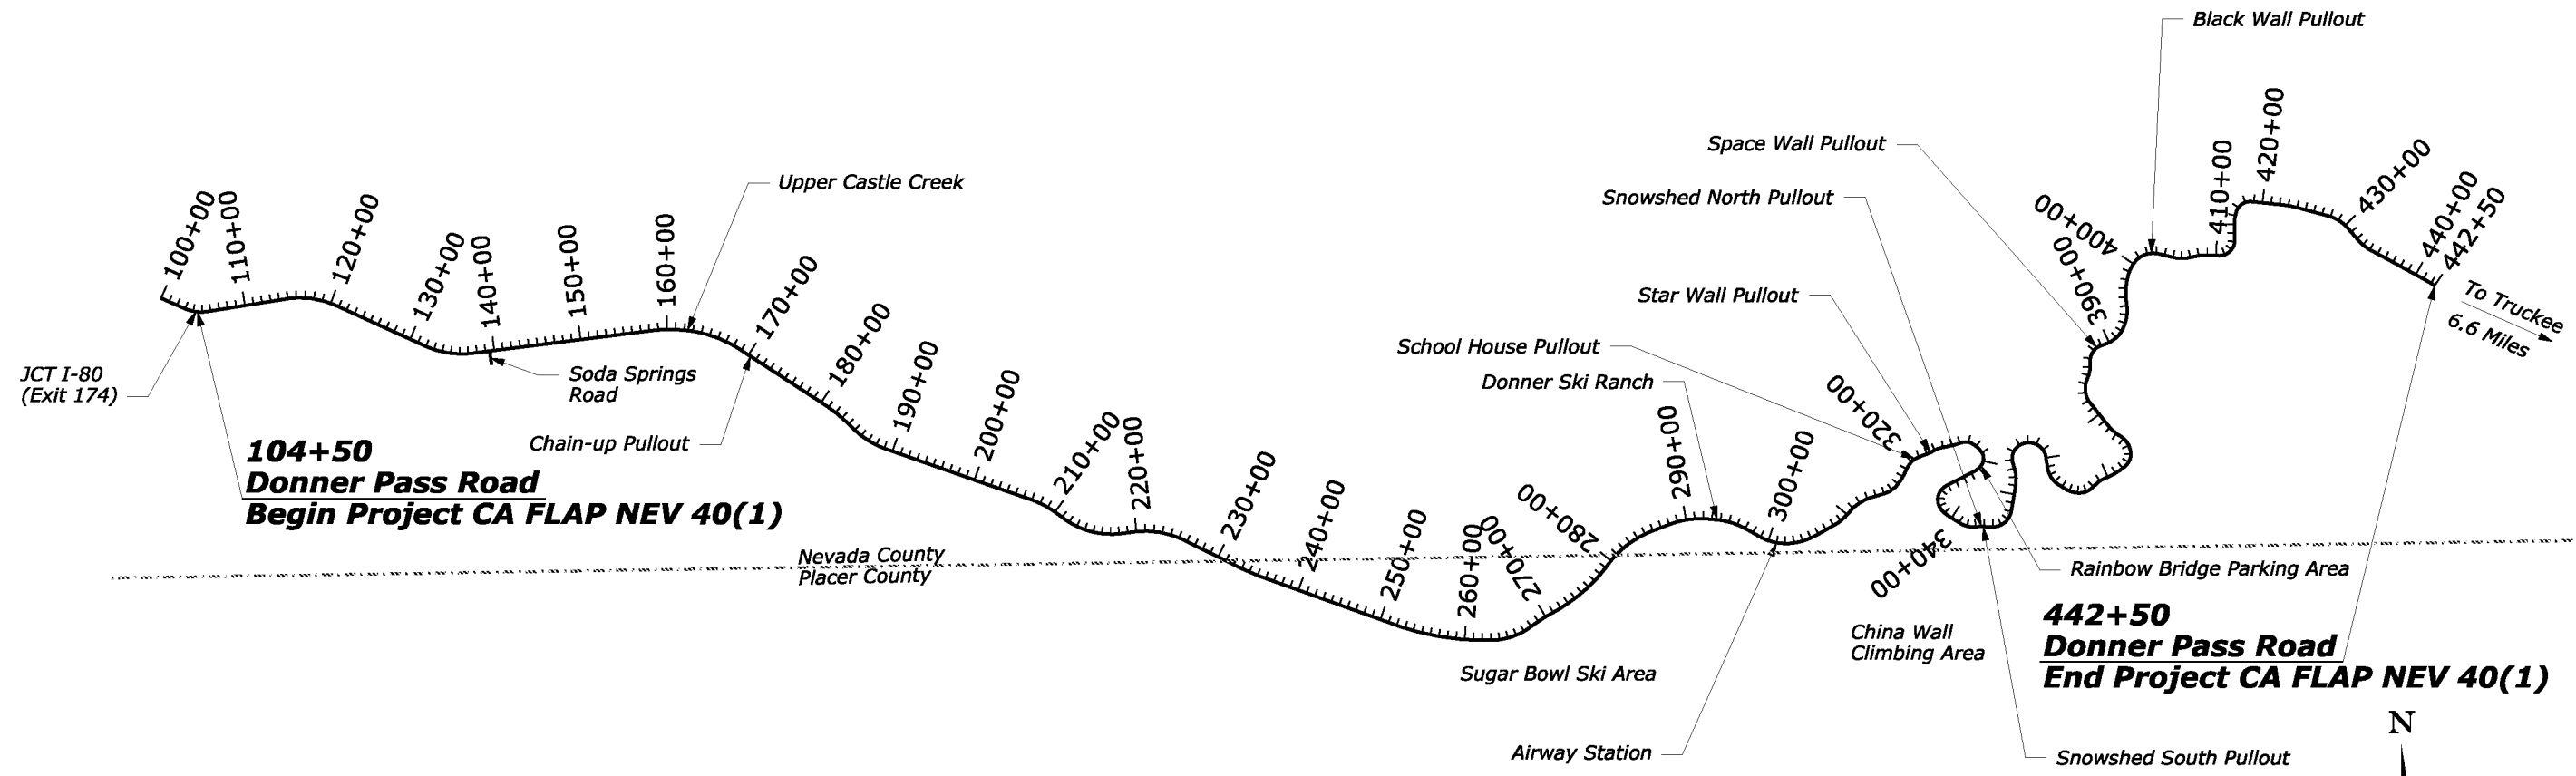 Black Wall Pullout
Space Wall Pullout
Snowshed North Pullout
Upper Castle Creek
Star Wall Pullout
School House Pullout
Donner Ski Ranch
100+00
110+00
120+00
130+00
140+00
150+00
160+00
170+00
180+00
190+00
200+00
210+00
220+00
230+00
240+00
250+00
260+00
270+00
280+00
290+00
300+00
320+00
340+00
390+00
400+00
410+00
420+00
430+00
440+00
442+50
To Truckee
6.6 Miles
JCT I-80
(Exit 174)
Soda Springs
Road
Chain-up Pullout
104+50
Donner Pass Road
Begin Project CA FLAP NEV 40(1)
Nevada County
Placer County
Rainbow Bridge Parking Area
China Wall
Climbing Area
Sugar Bowl Ski Area
442+50
Donner Pass Road
End Project CA FLAP NEV 40(1)
Airway Station
Snowshed South Pullout
N